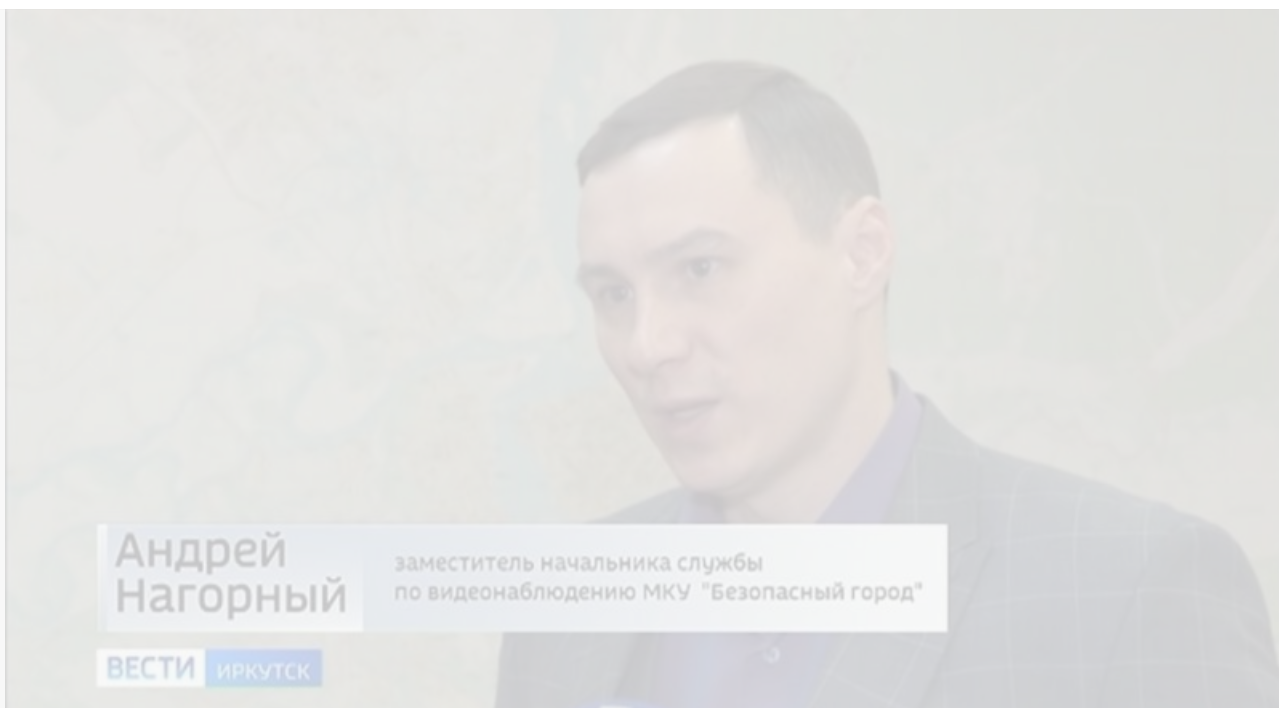 Андрей
Нагорный
заместитель начальника службы
по видеонаблюдению МКУ "Безопасный город"
ВЕСТИ ИРКУТСК